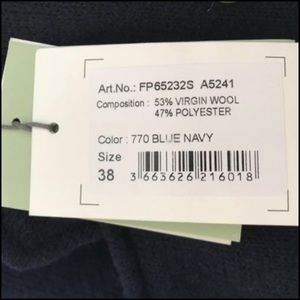 Art.No.: FP65232S A5241
Composition : 53% VIRGIN WOOL
47% POLYESTER
Color : 770 BLUE NAVY
Size
38
3 663626 216018